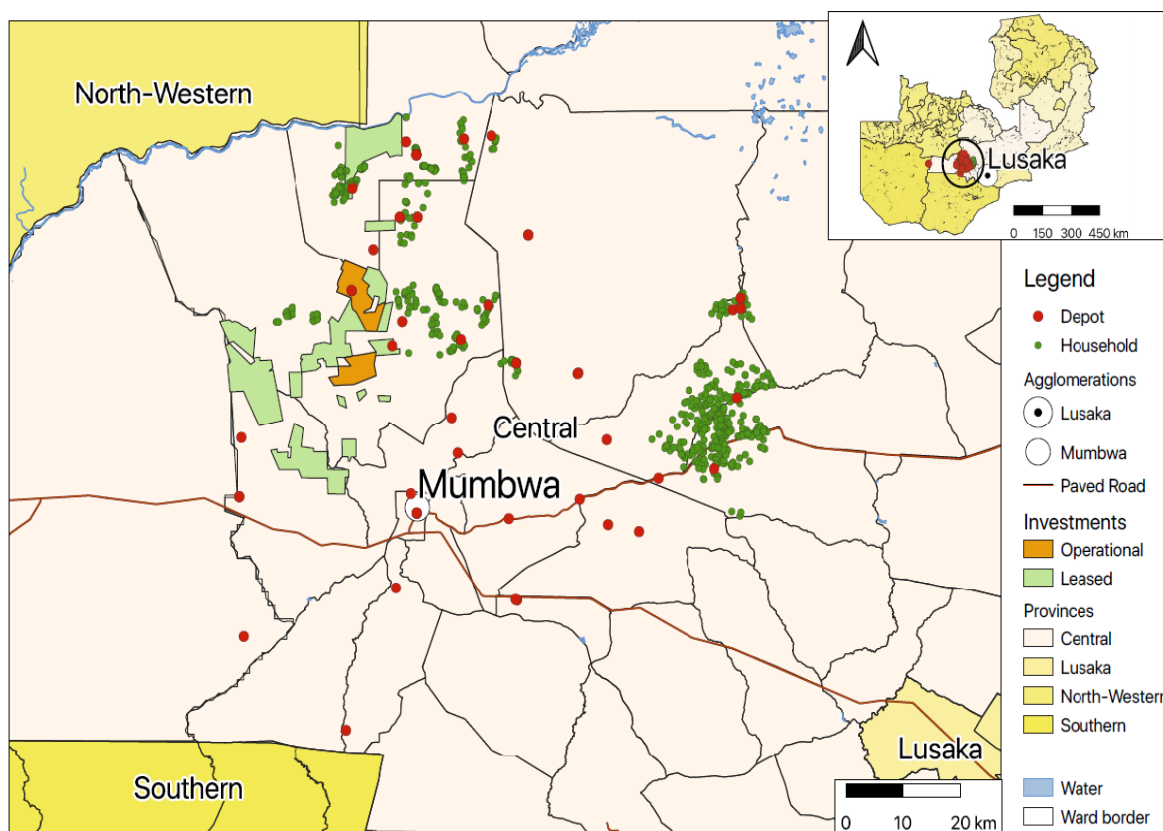 North-Western
Central
Mumbwa
Southern
Lusaka
0 10 20 km
Lusaka
0 150 300 450 km
Legend
Depot
Household
Agglomerations
Lusaka
Mumbwa
Paved Road
Investments
Operational
Leased
Provinces
Central
Lusaka
North-Western
Southern
Water
Ward border